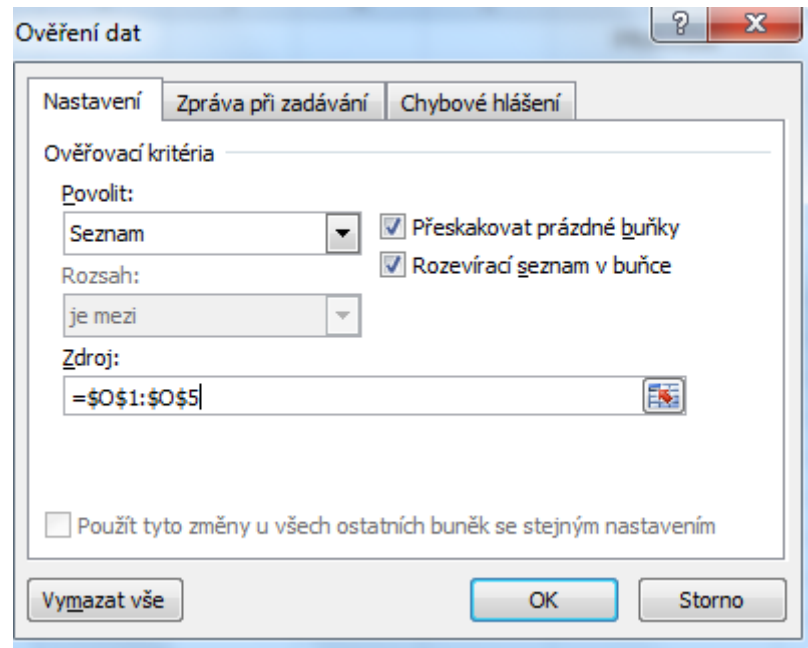 Ověření dat
?
X
Nastavení
Zpráva při zadávání
Chybové hlášení
Ověřovací kritéria
Povolit:
Seznam
Přeskakovat prázdné buňky
Rozevírací seznam v buňce
Rozsah:
je mezi
Zdroj:
=$O$1:$O$5
Použít tyto změny u všech ostatních buněk se stejným nastavením
Vymazat vše
OK
Storno